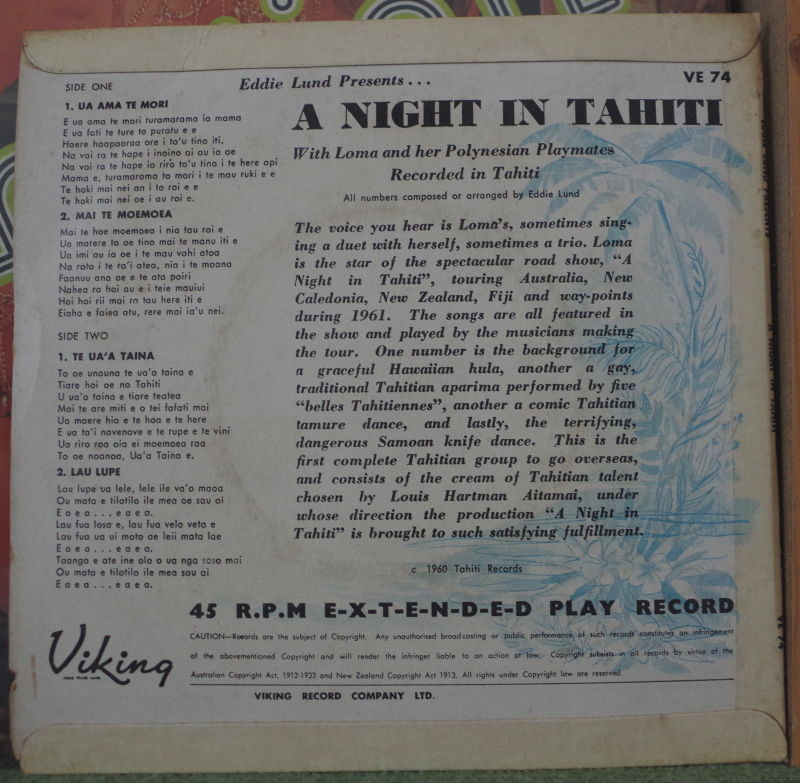 Eddie Lund Presents . . .
VE 74
A NIGHT IN TAHITI
With Loma and her Polynesian Playmates
Recorded in Tahiti
All numbers composed or arranged by Eddie Lund
SIDE ONE
1. UA AMA TE MORI
E ua ama te mori turamarama ia mama
E ua fati te ture to puratu e e
Haere haapaoraa ore i to'u tino iti.
Na vai ra te hape i inoino ai au ia oe
Na vai ra te hape ia riro to'u tino i te here api
Mama e, turamarama to mori i te mau ruki e e
Te hoki mai nei an i to roi e e
Te hoki mai nei oe i au roi e.
2. MAI TE MOEMOEA
Mai te hoe moemoea i nia tau roi e
Ua marere to oe tino mai te manu iti e
Ua imi au ia oe i te mau vahi atoa
Na roto i te ra'i atea, nia i te moana
Faanuu ana oe e te ata poiri
Nahea ra hoi au e i teie mauiui
Hoi hoi rii mai ra tau here iti e
Eiaha e faiea atu, rere mai ia'u nei.
SIDE TWO
1. TE UA'A TAINA
To oe unauna te ua'a taina e
Tiare hoi oe no Tahiti
U ua'a taina e tiare teatea
Mai te are miti e o tei fafati mai
Ua maere hia e te hoa e te here
E ua ta'i navenave e te rupe e te vini
Ua riro roa oia ei moemoea raa
To oe noanoa, Ua'a Taina e.
2. LAU LUPE
Lau lupe ua lele, lele ile va'o maoa
Ou mata e tilotilo ile mea oe sau ai
E a e a . . . e a e a.
Lau fua losa e, lau fua velo veto e
Lau fua ua ui mato ae leii mata lae
E a e a . . . e a e a.
Taanga e ate ine olo o ua nga sasa mai
Ou mata e tilotilo ile mea sau ai
E a e a . . . e a e a.
The voice you hear is Loma's, sometimes sing-
ing a duet with herself, sometimes a trio. Loma
is the star of the spectacular road show, “A
Night in Tahiti”, touring Australia, New
Caledonia, New Zealand, Fiji and way-points
during 1961. The songs are all featured in
the show and played by the musicians making
the tour. One number is the background for
a graceful Hawaiian hula, another a gay,
traditional Tahitian aparima performed by five
“belles Tahitiennes”, another a comic Tahitian
tamure dance, and lastly, the terrifying,
dangerous Samoan knife dance. This is the
first complete Tahitian group to go overseas,
and consists of the cream of Tahitian talent
chosen by Louis Hartman Aitamai, under
whose direction the production “A Night in
Tahiti” is brought to such satisfying fulfillment.
c 1960 Tahiti Records
45 R.P.M E-X-T-E-N-D-E-D PLAY RECORD
Viking
CAUTION—Records are the subject of Copyright. Any unauthorised broadcasting or public performance of such records constitutes an infringement
of the abovementioned Copyright and will render the infringer liable to an action at law. Copyright subsists in all records by virtue of the
Australian Copyright Act, 1912-1933 and New Zealand Copyright Act 1913. All rights under Copyright law are reserved.
VIKING RECORD COMPANY LTD.
VE 74